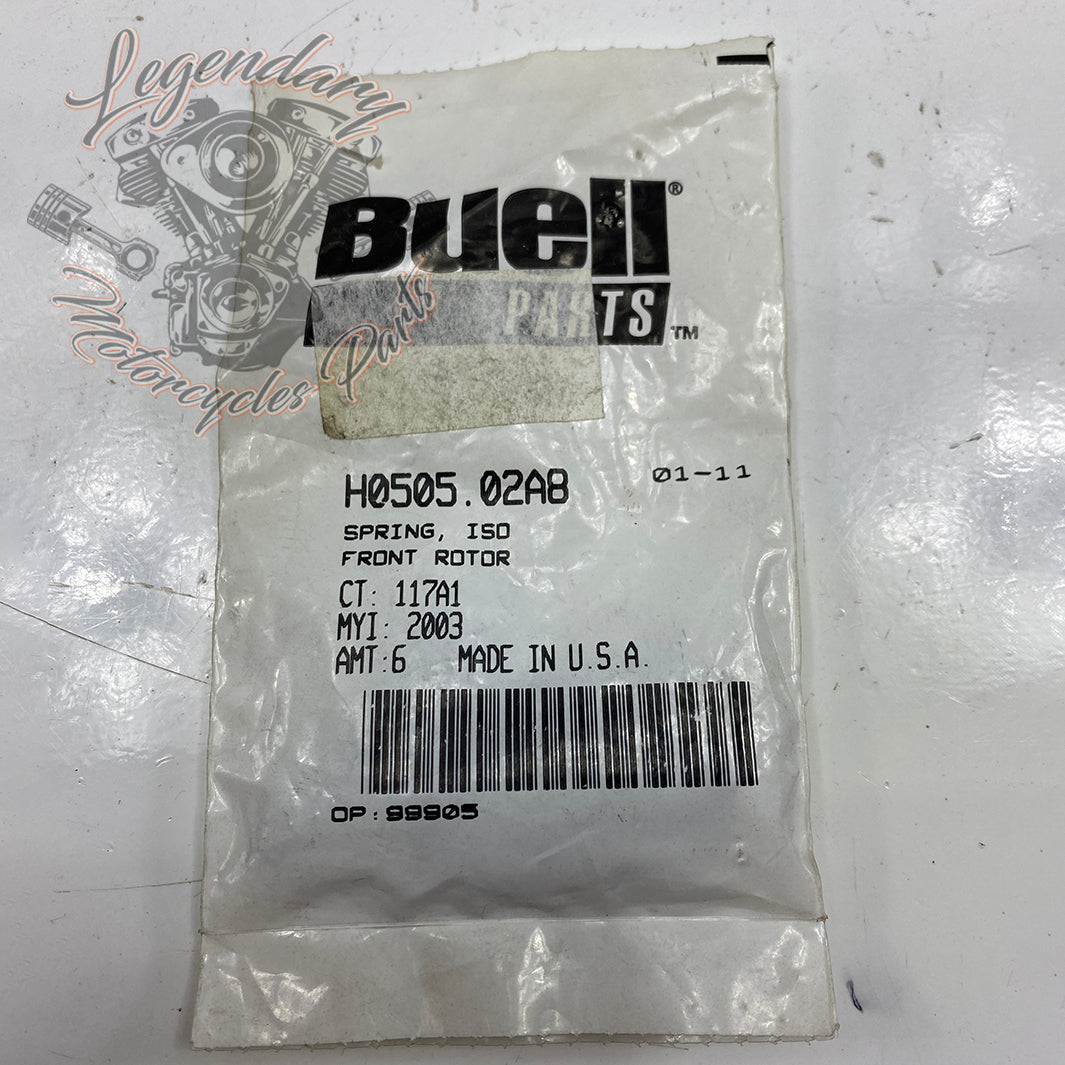 Legendary
Motorcycles Parts
Buell®
PARTS™
H0505.02A8 01-11
SPRING, ISO
FRONT ROTOR
CT: 117A1
MYI: 2003
AMT:6 MADE IN U.S.A.
OP:99905